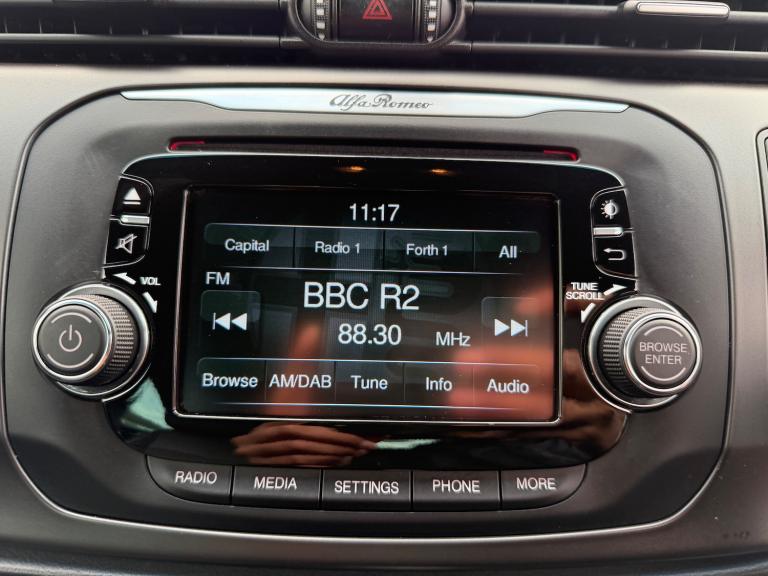 Alfa Romeo
11:17
Capital Radio 1 Forth 1 All
FM
BBC R2
88.30 MHz
Browse AM/DAB Tune Info Audio
VOL
TUNE
SCROLL
BROWSE
ENTER
RADIO MEDIA SETTINGS PHONE MORE